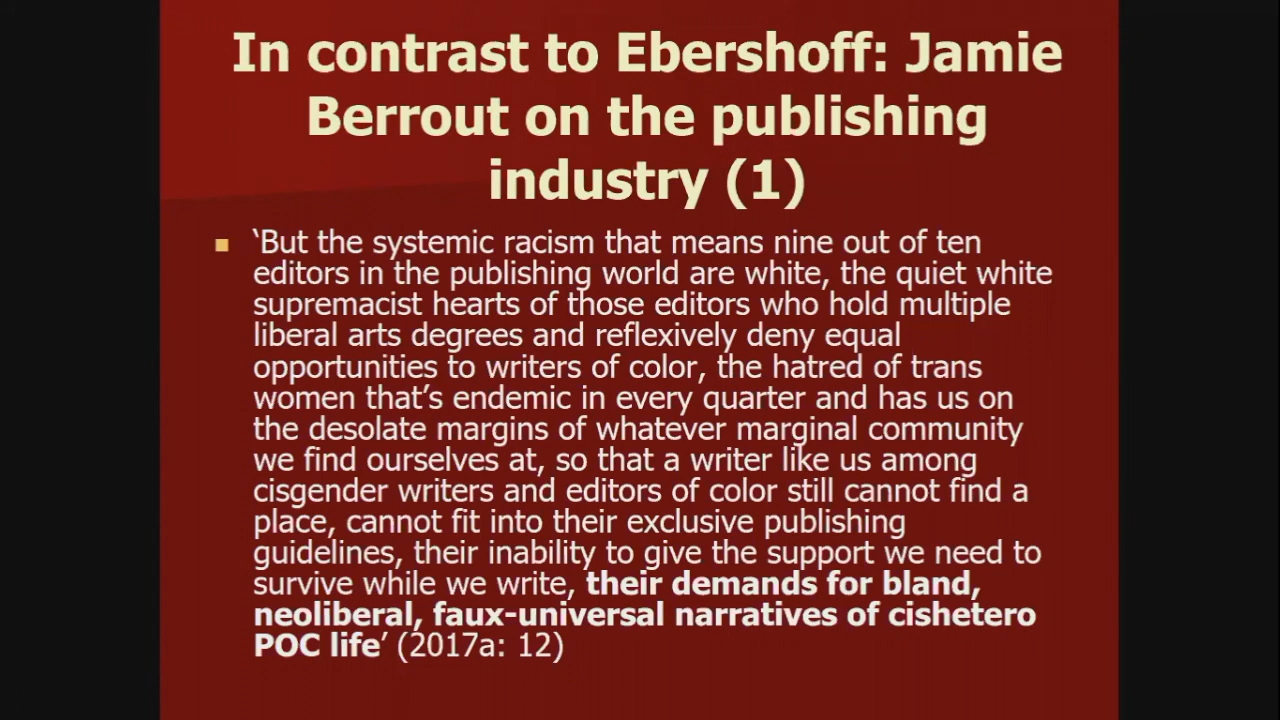 In contrast to Ebershoff: Jamie
Berrout on the publishing
industry (1)
‘But the systemic racism that means nine out of ten
editors in the publishing world are white, the quiet white
supremacist hearts of those editors who hold multiple
liberal arts degrees and reflexively deny equal
opportunities to writers of color, the hatred of trans
women that’s endemic in every quarter and has us on
the desolate margins of whatever marginal community
we find ourselves at, so that a writer like us among
cisgender writers and editors of color still cannot find a
place, cannot fit into their exclusive publishing
guidelines, their inability to give the support we need to
survive while we write, their demands for bland,
neoliberal, faux-universal narratives of cishetero
POC life’ (2017a: 12)